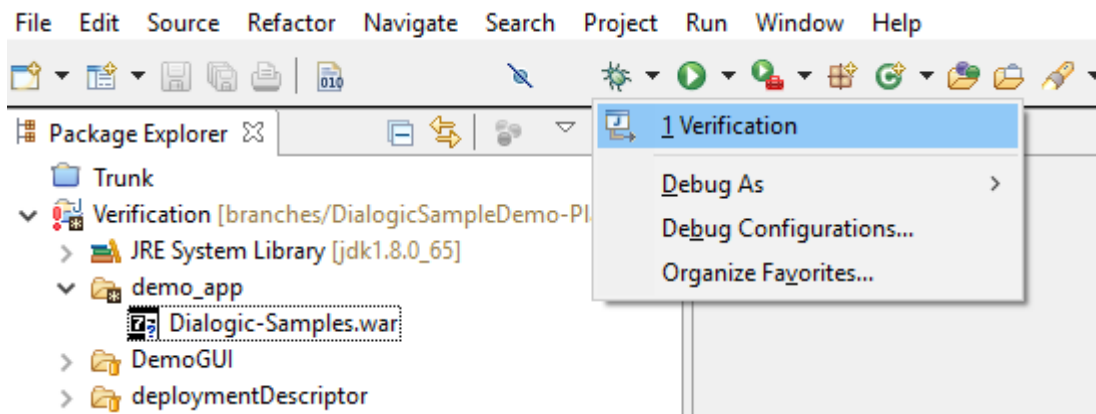 File Edit Source Refactor Navigate Search Project Run Window Help
010
Package Explorer
1 Verification
Trunk
Debug As
Verification [branches/DialogicSampleDemo-Pl
Debug Configurations...
JRE System Library [jdk1.8.0_65]
Organize Favorites...
demo_app
Dialogic-Samples.war
DemoGUI
deploymentDescriptor